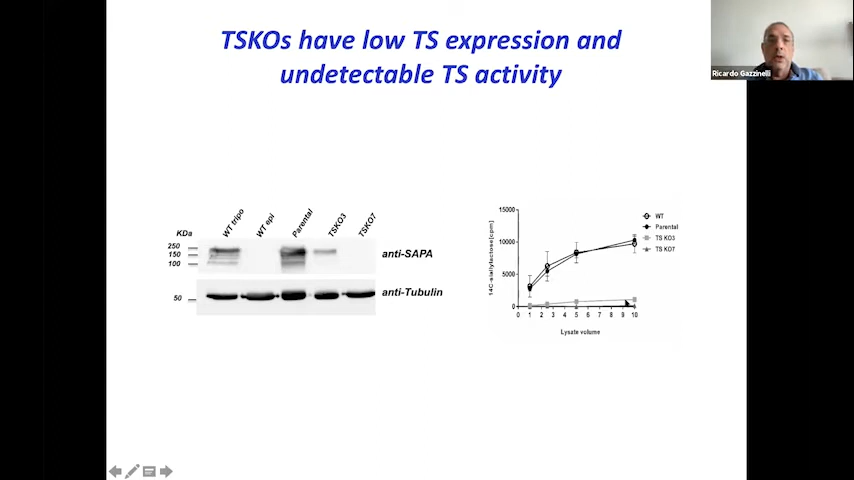 TSKOs have low TS expression and
undetectable TS activity
Ricardo Gazzinelli
KDa
WT tripo
WT epi
Parental
TSKO3
TSKO7
250
150
100
anti-SAPA
50
anti-Tubulin
14C-siallyllactose[cpm]
15000
10000
5000
0
0 1 2 3 4 5 6 7 8 9 10
Lysate volume
WT
Parental
TS KO3
TS KO7